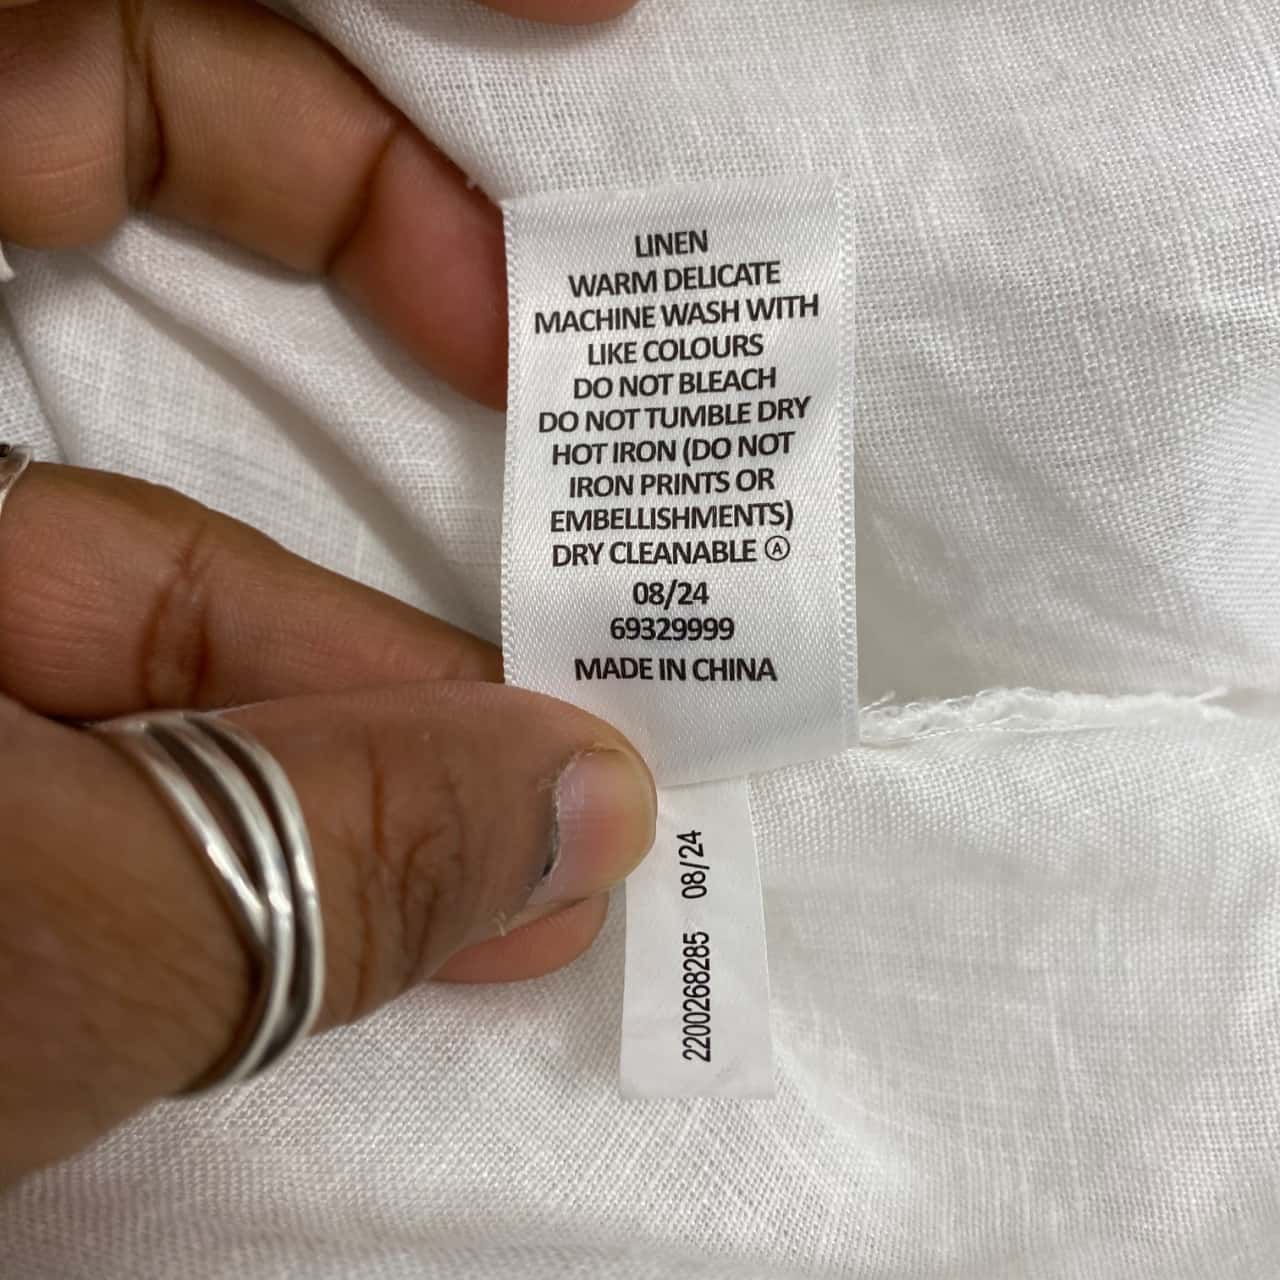 LINEN
WARM DELICATE
MACHINE WASH WITH
LIKE COLOURS
DO NOT BLEACH
DO NOT TUMBLE DRY
HOT IRON (DO NOT
IRON PRINTS OR
EMBELLISHMENTS)
DRY CLEANABLE Ⓐ
08/24
69329999
MADE IN CHINA
2200268285 08/24